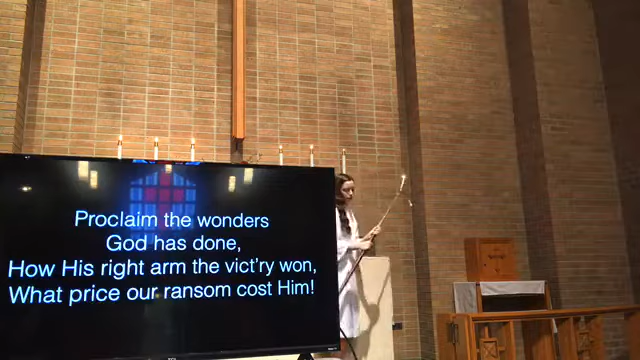 Proclaim the wonders
God has done,
How His right arm the vict'ry won,
What price our ransom cost Him!